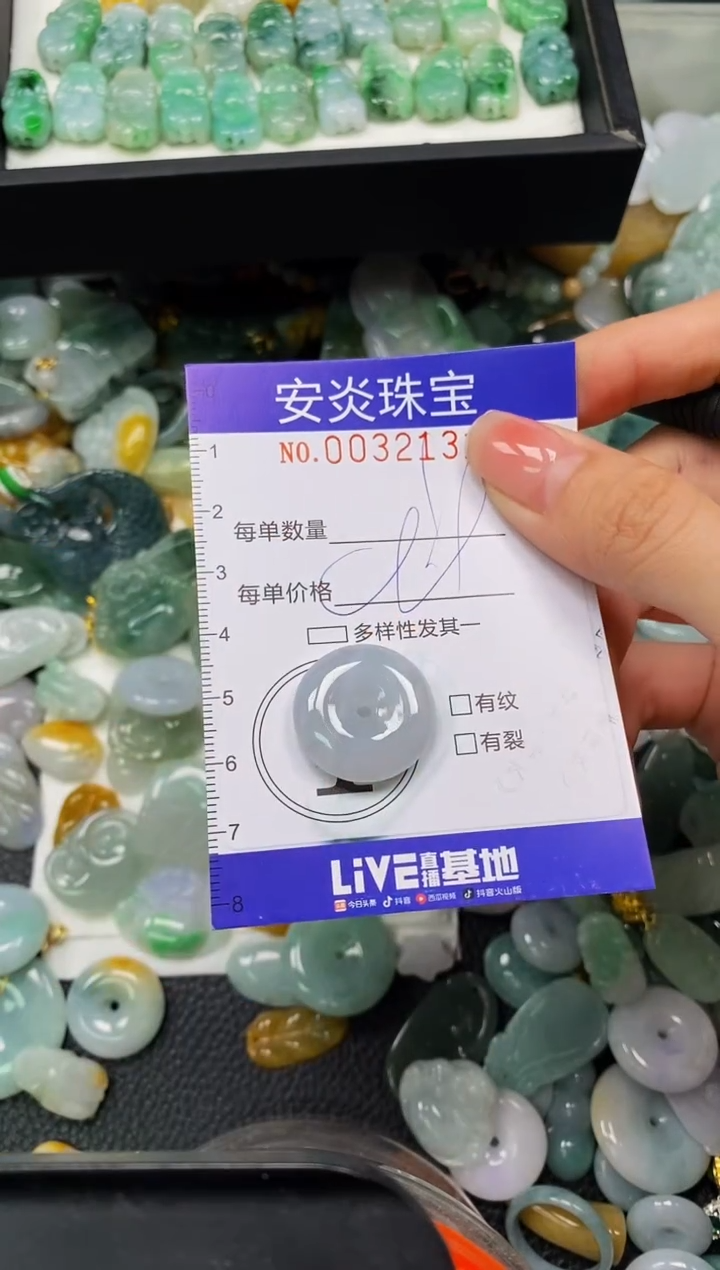 安炎珠宝
NO.003213
每单数量
每单价格
多样性发其一
有纹
有裂
1
2
3
4
5
6
7
8
LiVE直播基地
今日头条 抖音 西瓜视频 抖音火山版